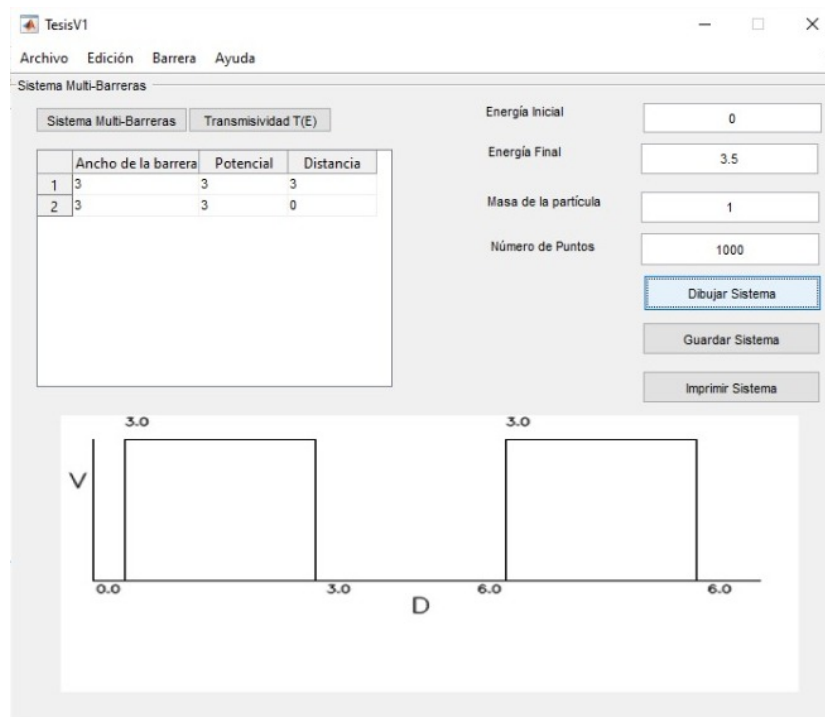 TesisV1
Archivo Edición Barrera Ayuda
Sistema Multi-Barreras
Sistema Multi-Barreras Transmisividad T(E)
Ancho de la barrera Potencial Distancia
1 3 3 3
2 3 3 0
Energía Inicial 0
Energía Final 3.5
Masa de la partícula 1
Número de Puntos 1000
Dibujar Sistema
Guardar Sistema
Imprimir Sistema
3.0 3.0
V
0.0 3.0 6.0 6.0
D